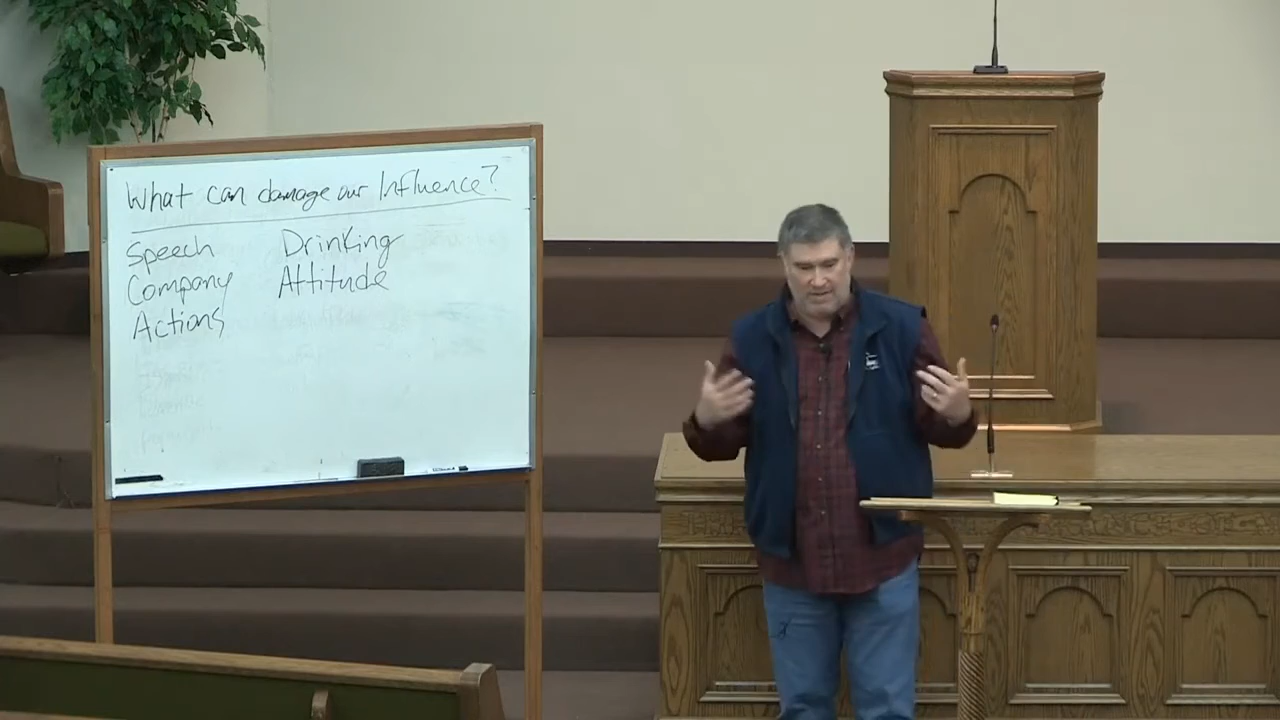 What can damage our Influence?
Speech Drinking
Company Attitude
Actions